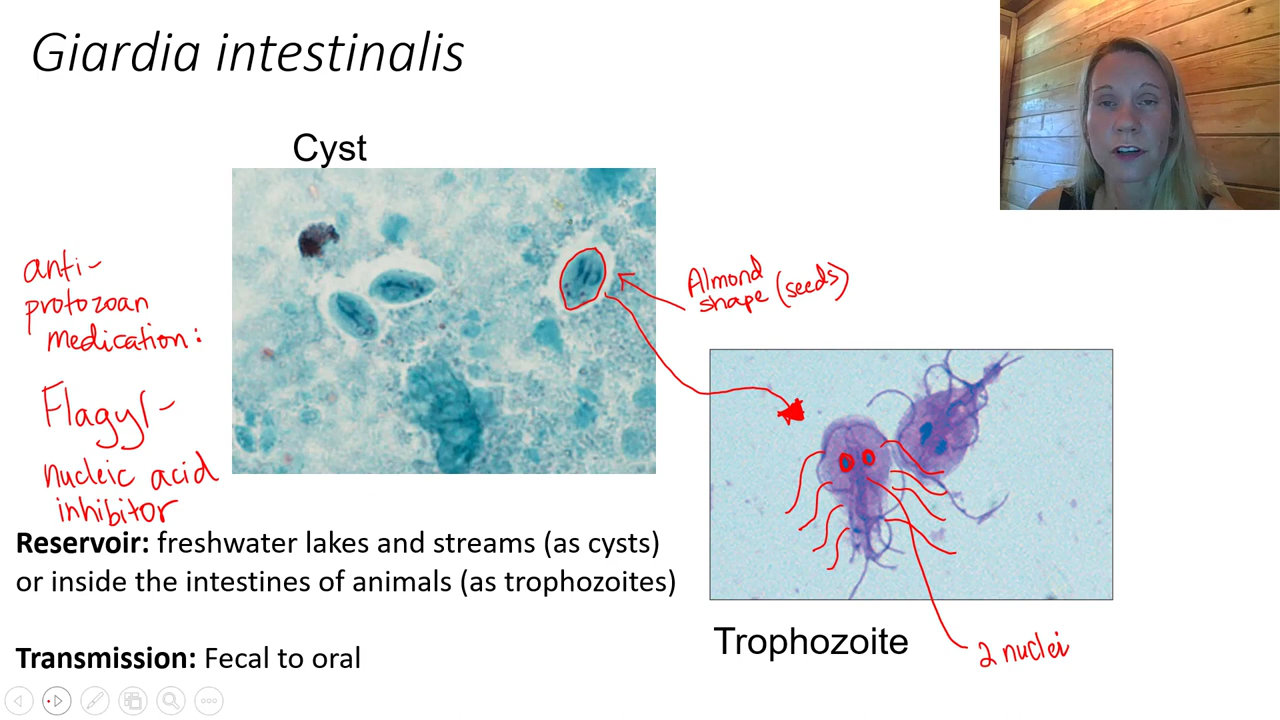 Giardia intestinalis
Cyst
anti-
protozoan
medication:
Flagyl-
nucleic acid
inhibitor
Almond
shape (seeds)
Reservoir: freshwater lakes and streams (as cysts)
or inside the intestines of animals (as trophozoites)
Trophozoite
2 nuclei
Transmission: Fecal to oral